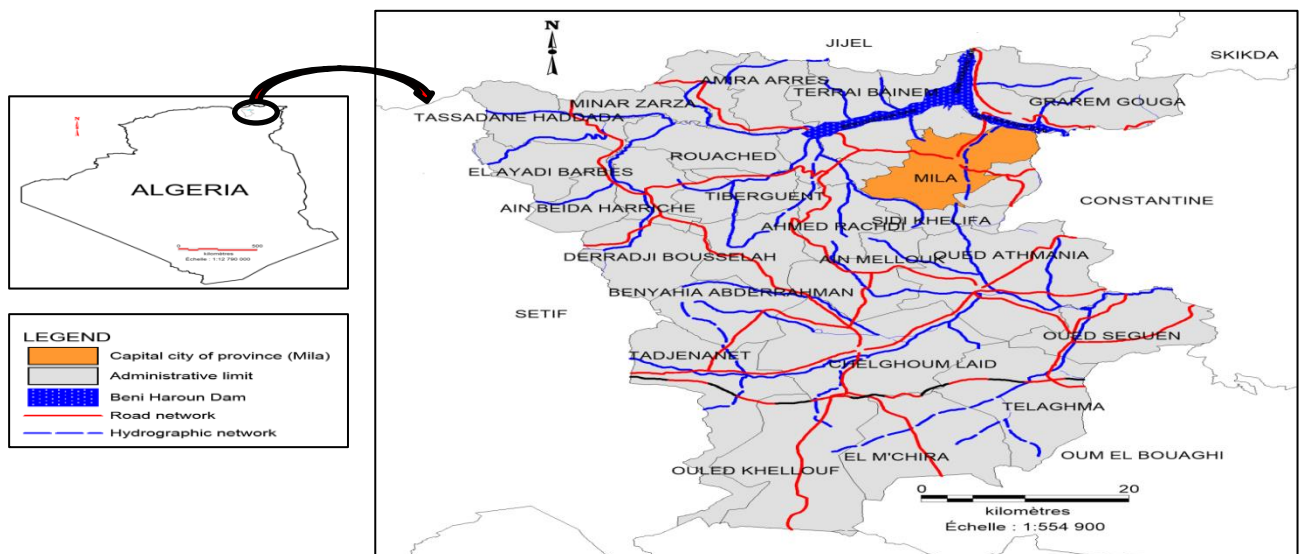 ALGERIA
0 500
kilomètres
Échelle : 1:12 790 000
LEGEND
Capital city of province (Mila)
Administrative limit
Beni Haroun Dam
Road network
Hydrographic network
N
JIJEL
SKIKDA
AMIRA ARRES
TERRAI BAINEM
MINAR ZARZA
GRAREM GOUGA
TASSADANE HADDADA
ROUACHED
EL AYADI BARBES
MILA
TIBERGUENT
CONSTANTINE
AIN BEIDA HARRICHE
SIDI KHELIFA
AHMED RACHDI
DERRADJI BOUSSELAH
AIN MELLOUK
OUED ATHMANIA
BENYAHIA ABDERRAHMAN
SETIF
OUED SEGUEN
TADJENANET
CHELGHOUM LAID
TELAGHMA
EL M'CHIRA
OUM EL BOUAGHI
OULED KHELLOUF
0 20
kilomètres
Échelle : 1:554 900